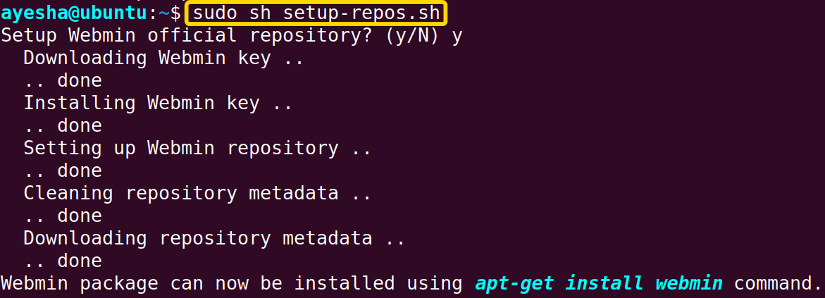 ayesha@ubuntu:~$ sudo sh setup-repos.sh
Setup Webmin official repository? (y/N) y
Downloading Webmin key ..
.. done
Installing Webmin key ..
.. done
Setting up Webmin repository ..
.. done
Cleaning repository metadata ..
.. done
Downloading repository metadata ..
.. done
Webmin package can now be installed using apt-get install webmin command.